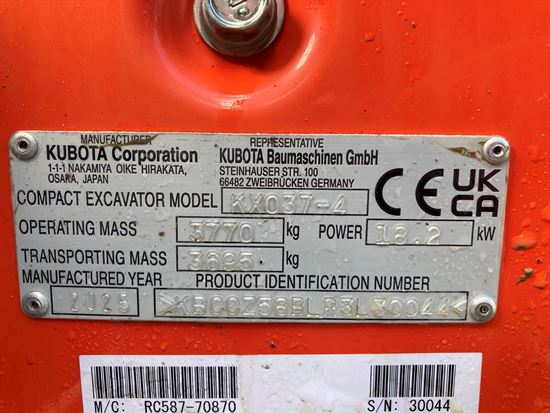 MANUFACTURER
KUBOTA Corporation
1-1-1 NAKAMIYA OIKE HIRAKATA,
OSAKA, JAPAN
REPRESENTATIVE
KUBOTA Baumaschinen GmbH
STEINHAUSER STR. 100
66482 ZWEIBRÜCKEN GERMANY
CE UK CA
COMPACT EXCAVATOR MODEL KX037-4
OPERATING MASS 3770 kg POWER 18.2 kW
TRANSPORTING MASS 3695 kg
MANUFACTURED YEAR PRODUCT IDENTIFICATION NUMBER
2025 >KBCCZ58BLR3L30044<
M/C: RC587-70870 S/N: 30044